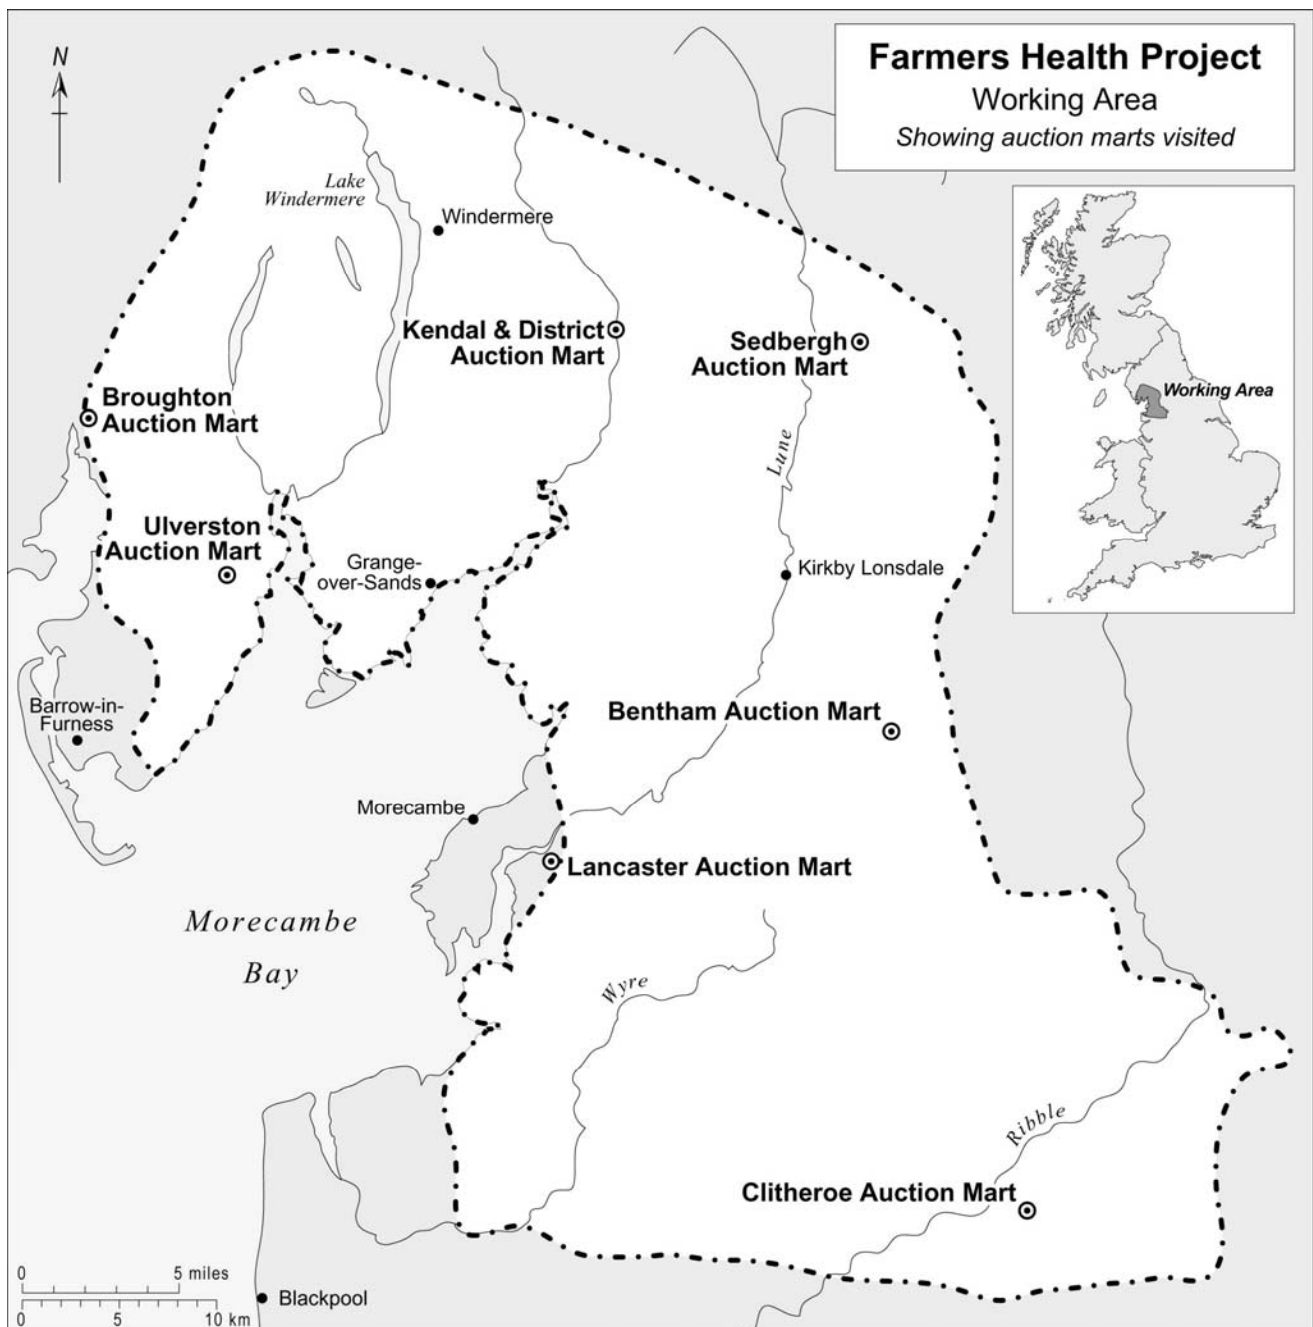 Farmers Health Project
Working Area
Showing auction marts visited
N
Lake
Windermere
Windermere
Kendal & District
Auction Mart
Sedbergh
Auction Mart
Working Area
Broughton
Auction Mart
Lune
Ulverston
Auction Mart
Grange-
over-Sands
Kirkby Lonsdale
Barrow-in-
Furness
Bentham Auction Mart
Morecambe
Lancaster Auction Mart
Morecambe
Bay
Wyre
Ribble
Clitheroe Auction Mart
0 5 miles
0 5 10 km
Blackpool